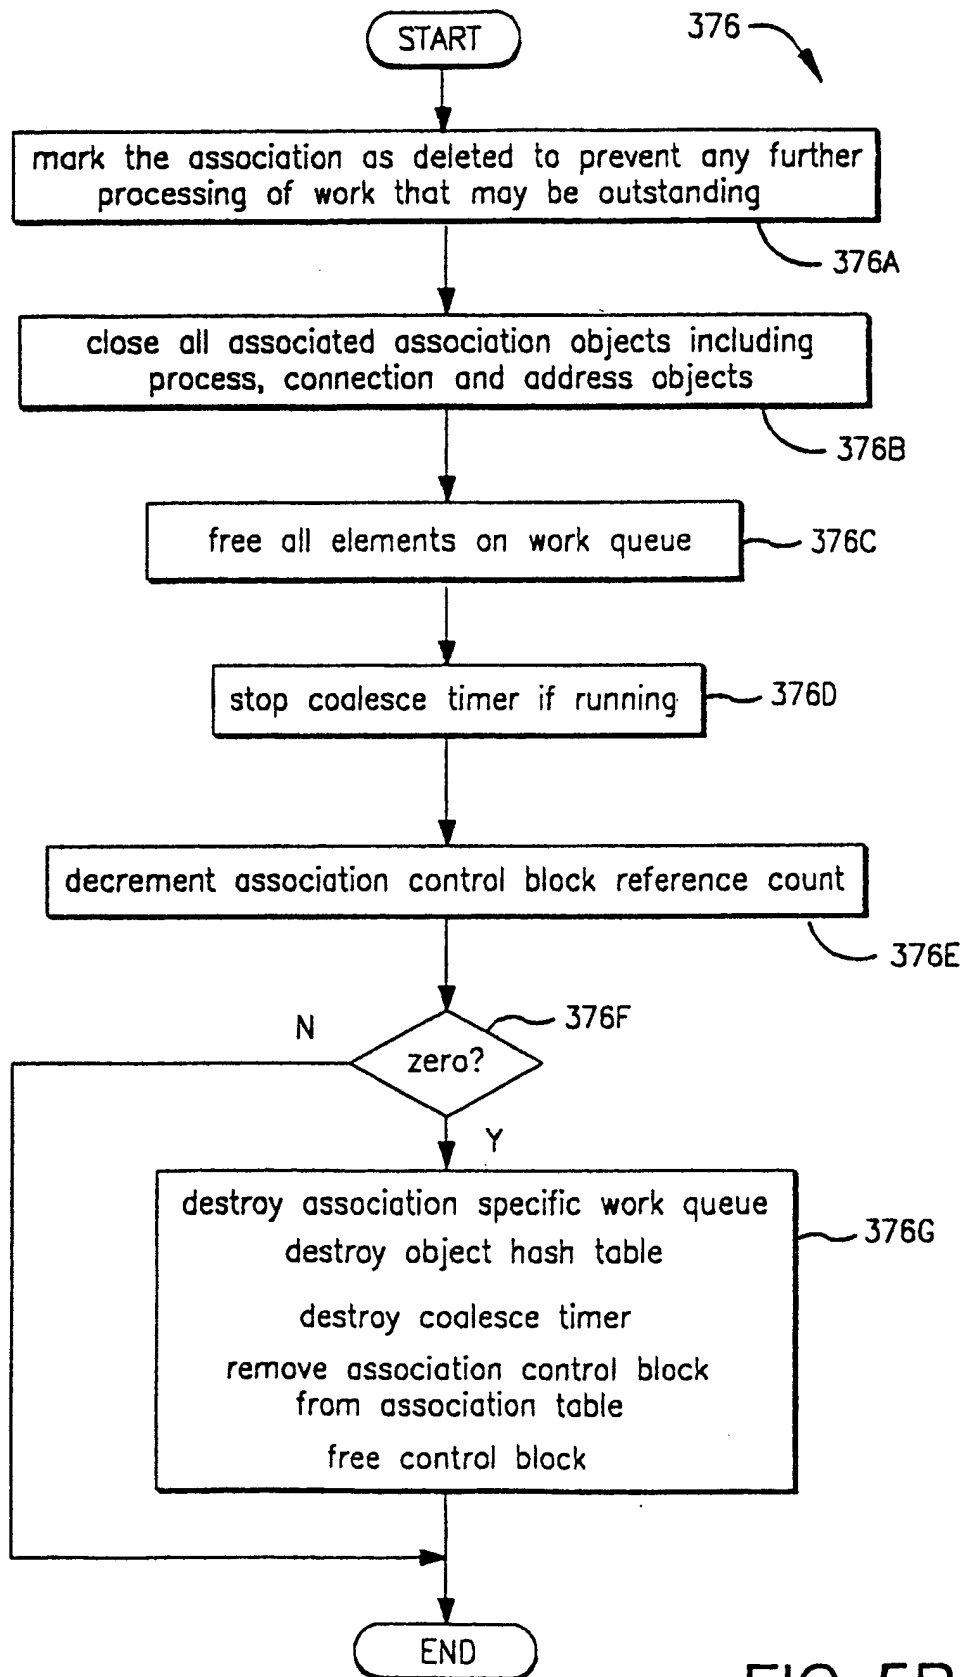 START
376
mark the association as deleted to prevent any further
processing of work that may be outstanding
376A
close all associated association objects including
process, connection and address objects
376B
free all elements on work queue
376C
stop coalesce timer if running
376D
decrement association control block reference count
376E
376F
N
zero?
Y
destroy association specific work queue
destroy object hash table
destroy coalesce timer
remove association control block
from association table
free control block
376G
END